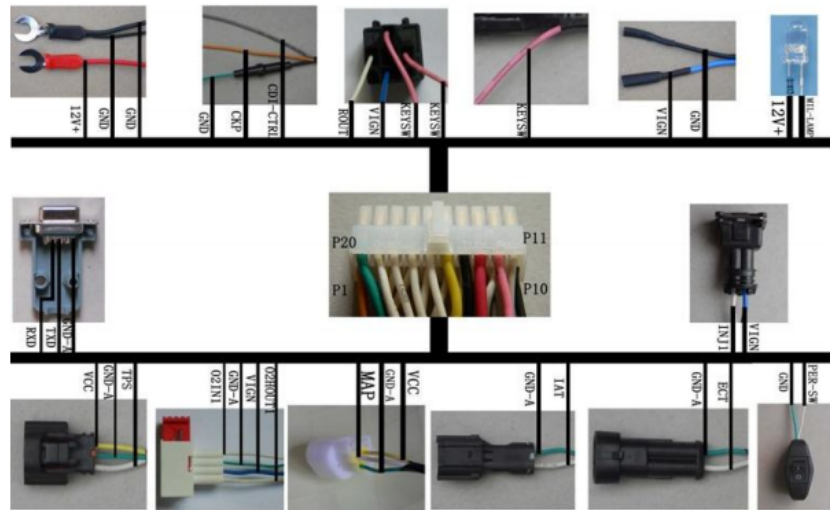 12V+
GND
GND
GND
CKP
CDI-CTRL
ROUT
VIGN
KEYSW
KEYSW
KEYSW
VIGN
GND
12V+
MIL-LAMP
P20
P11
P1
P10
RXD
TXD
GND-A
INJ1
VIGN
VCC
GND-A
TPS
O2IN1
GND-A
VIGN
O2HOUT1
MAP
GND-A
VCC
GND-A
IAT
GND-A
ECT
GND
PER-SW